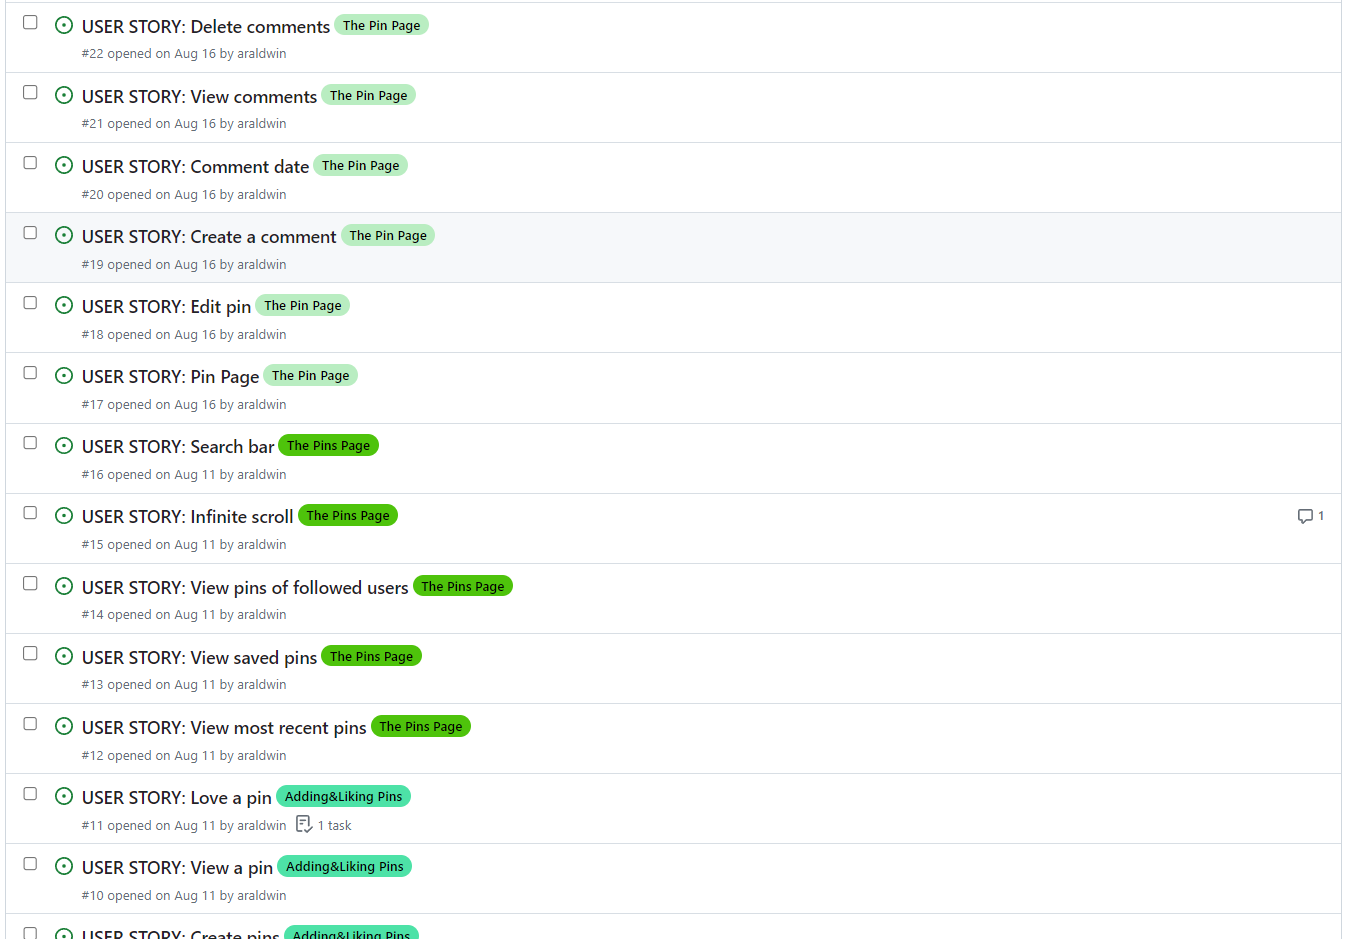 USER STORY: Delete comments The Pin Page
#22 opened on Aug 16 by araldwin
USER STORY: View comments The Pin Page
#21 opened on Aug 16 by araldwin
USER STORY: Comment date The Pin Page
#20 opened on Aug 16 by araldwin
USER STORY: Create a comment The Pin Page
#19 opened on Aug 16 by araldwin
USER STORY: Edit pin The Pin Page
#18 opened on Aug 16 by araldwin
USER STORY: Pin Page The Pin Page
#17 opened on Aug 16 by araldwin
USER STORY: Search bar The Pins Page
#16 opened on Aug 11 by araldwin
USER STORY: Infinite scroll The Pins Page 1
#15 opened on Aug 11 by araldwin
USER STORY: View pins of followed users The Pins Page
#14 opened on Aug 11 by araldwin
USER STORY: View saved pins The Pins Page
#13 opened on Aug 11 by araldwin
USER STORY: View most recent pins The Pins Page
#12 opened on Aug 11 by araldwin
USER STORY: Love a pin Adding&Liking Pins
#11 opened on Aug 11 by araldwin 1 task
USER STORY: View a pin Adding&Liking Pins
#10 opened on Aug 11 by araldwin
USER STORY: Create pins Adding&Liking Pins